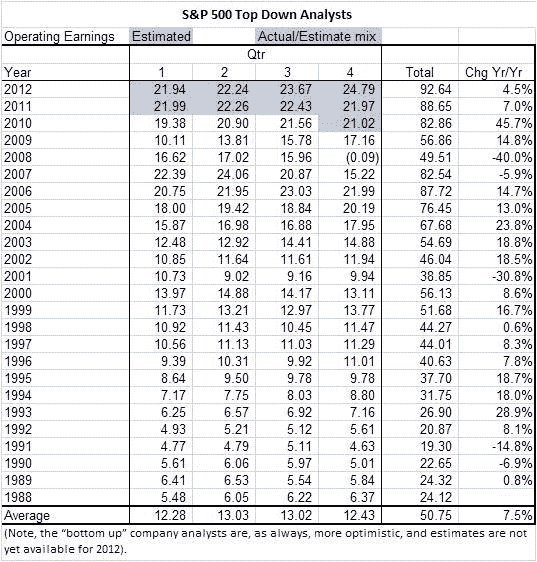 S&P 500 Top Down Analysts
Operating Earnings Estimated Actual/Estimate mix
Qtr
Year 1 2 3 4 Total Chg Yr/Yr
2012 21.94 22.24 23.67 24.79 92.64 4.5%
2011 21.99 22.26 22.43 21.97 88.65 7.0%
2010 19.38 20.90 21.56 21.02 82.86 45.7%
2009 10.11 13.81 15.78 17.16 56.86 14.8%
2008 16.62 17.02 15.96 (0.09) 49.51 -40.0%
2007 22.39 24.06 20.87 15.22 82.54 -5.9%
2006 20.75 21.95 23.03 21.99 87.72 14.7%
2005 18.00 19.42 18.84 20.19 76.45 13.0%
2004 15.87 16.98 16.88 17.95 67.68 23.8%
2003 12.48 12.92 14.41 14.88 54.69 18.8%
2002 10.85 11.64 11.61 11.94 46.04 18.5%
2001 10.73 9.02 9.16 9.94 38.85 -30.8%
2000 13.97 14.88 14.17 13.11 56.13 8.6%
1999 11.73 13.21 12.97 13.77 51.68 16.7%
1998 10.92 11.43 10.45 11.47 44.27 0.6%
1997 10.56 11.13 11.03 11.29 44.01 8.3%
1996 9.39 10.31 9.92 11.01 40.63 7.8%
1995 8.64 9.50 9.78 9.78 37.70 18.7%
1994 7.17 7.75 8.03 8.80 31.75 18.0%
1993 6.25 6.57 6.92 7.16 26.90 28.9%
1992 4.93 5.21 5.12 5.61 20.87 8.1%
1991 4.77 4.79 5.11 4.63 19.30 -14.8%
1990 5.61 6.06 5.97 5.01 22.65 -6.9%
1989 6.41 6.53 5.54 5.84 24.32 0.8%
1988 5.48 6.05 6.22 6.37 24.12
Average 12.28 13.03 13.02 12.43 50.75 7.5%
(Note, the “bottom up” company analysts are, as always, more optimistic, and estimates are not
yet available for 2012).